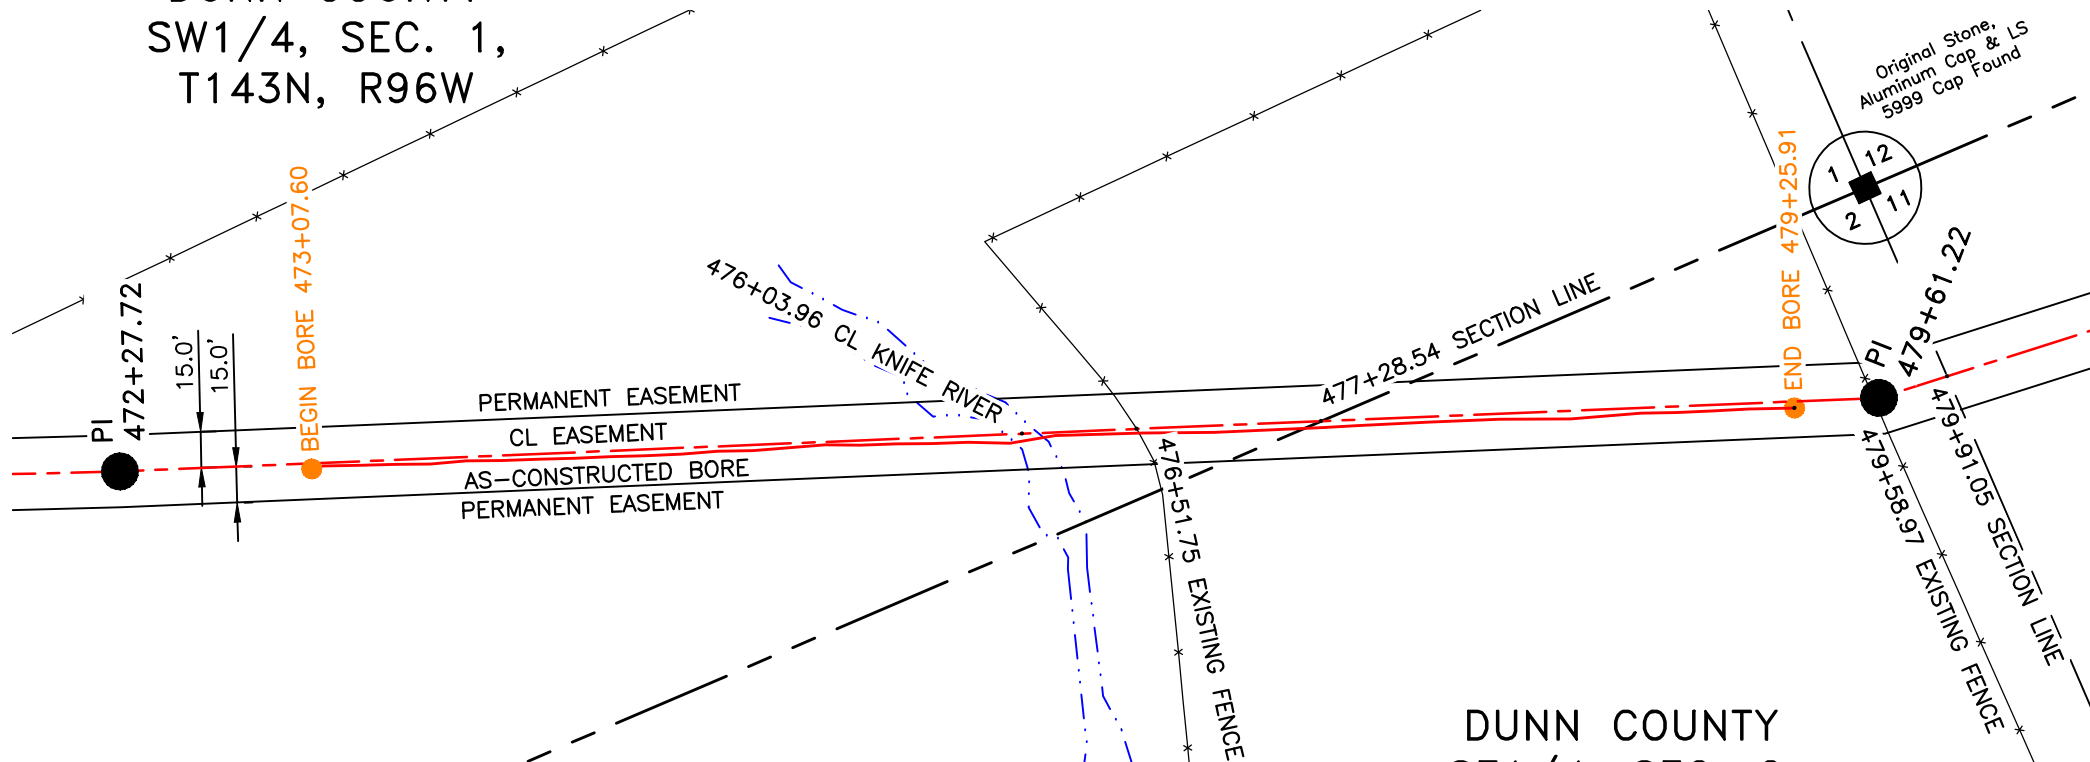 SW1/4, SEC. 1,
T143N, R96W
Original Stone,
Aluminum Cap & LS
5999 Cap Found
1
12
2
11
PI
472+27.72
15.0'
15.0'
BEGIN BORE 473+07.60
PERMANENT EASEMENT
CL EASEMENT
AS-CONSTRUCTED BORE
PERMANENT EASEMENT
476+03.96 CL KNIFE RIVER
476+51.75 EXISTING FENCE
477+28.54 SECTION LINE
END BORE 479+25.91
PI
479+61.22
479+58.97 EXISTING FENCE
479+91.05 SECTION LINE
DUNN COUNTY